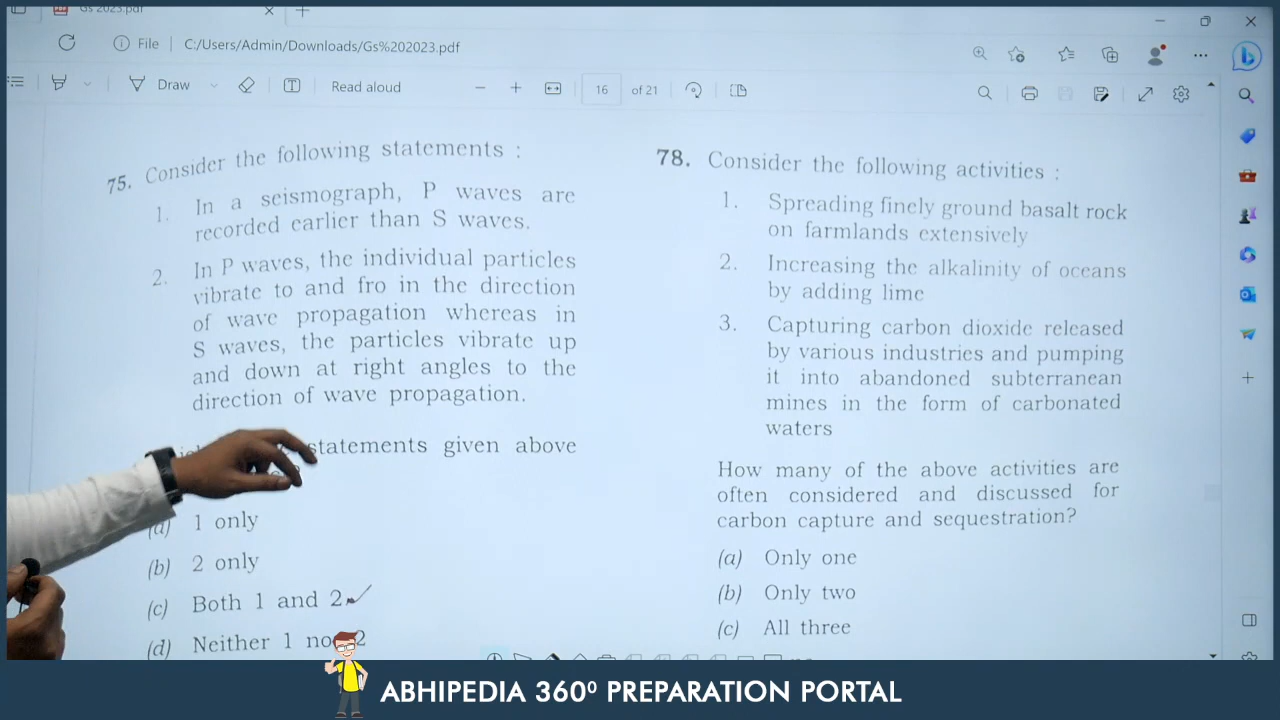 Gs 2023.pdf
File
C:/Users/Admin/Downloads/Gs%202023.pdf
Draw
Read aloud
16
of 21
75. Consider the following statements :
1. In a seismograph, P waves are
recorded earlier than S waves.
2. In P waves, the individual particles
vibrate to and fro in the direction
of wave propagation whereas in
S waves, the particles vibrate up
and down at right angles to the
direction of wave propagation.
statements given above
(a) 1 only
(b) 2 only
(c) Both 1 and 2
(d) Neither 1 nor 2
78. Consider the following activities :
1. Spreading finely ground basalt rock
on farmlands extensively
2. Increasing the alkalinity of oceans
by adding lime
3. Capturing carbon dioxide released
by various industries and pumping
it into abandoned subterranean
mines in the form of carbonated
waters
How many of the above activities are
often considered and discussed for
carbon capture and sequestration?
(a) Only one
(b) Only two
(c) All three
ABHIPEDIA 360⁰ PREPARATION PORTAL